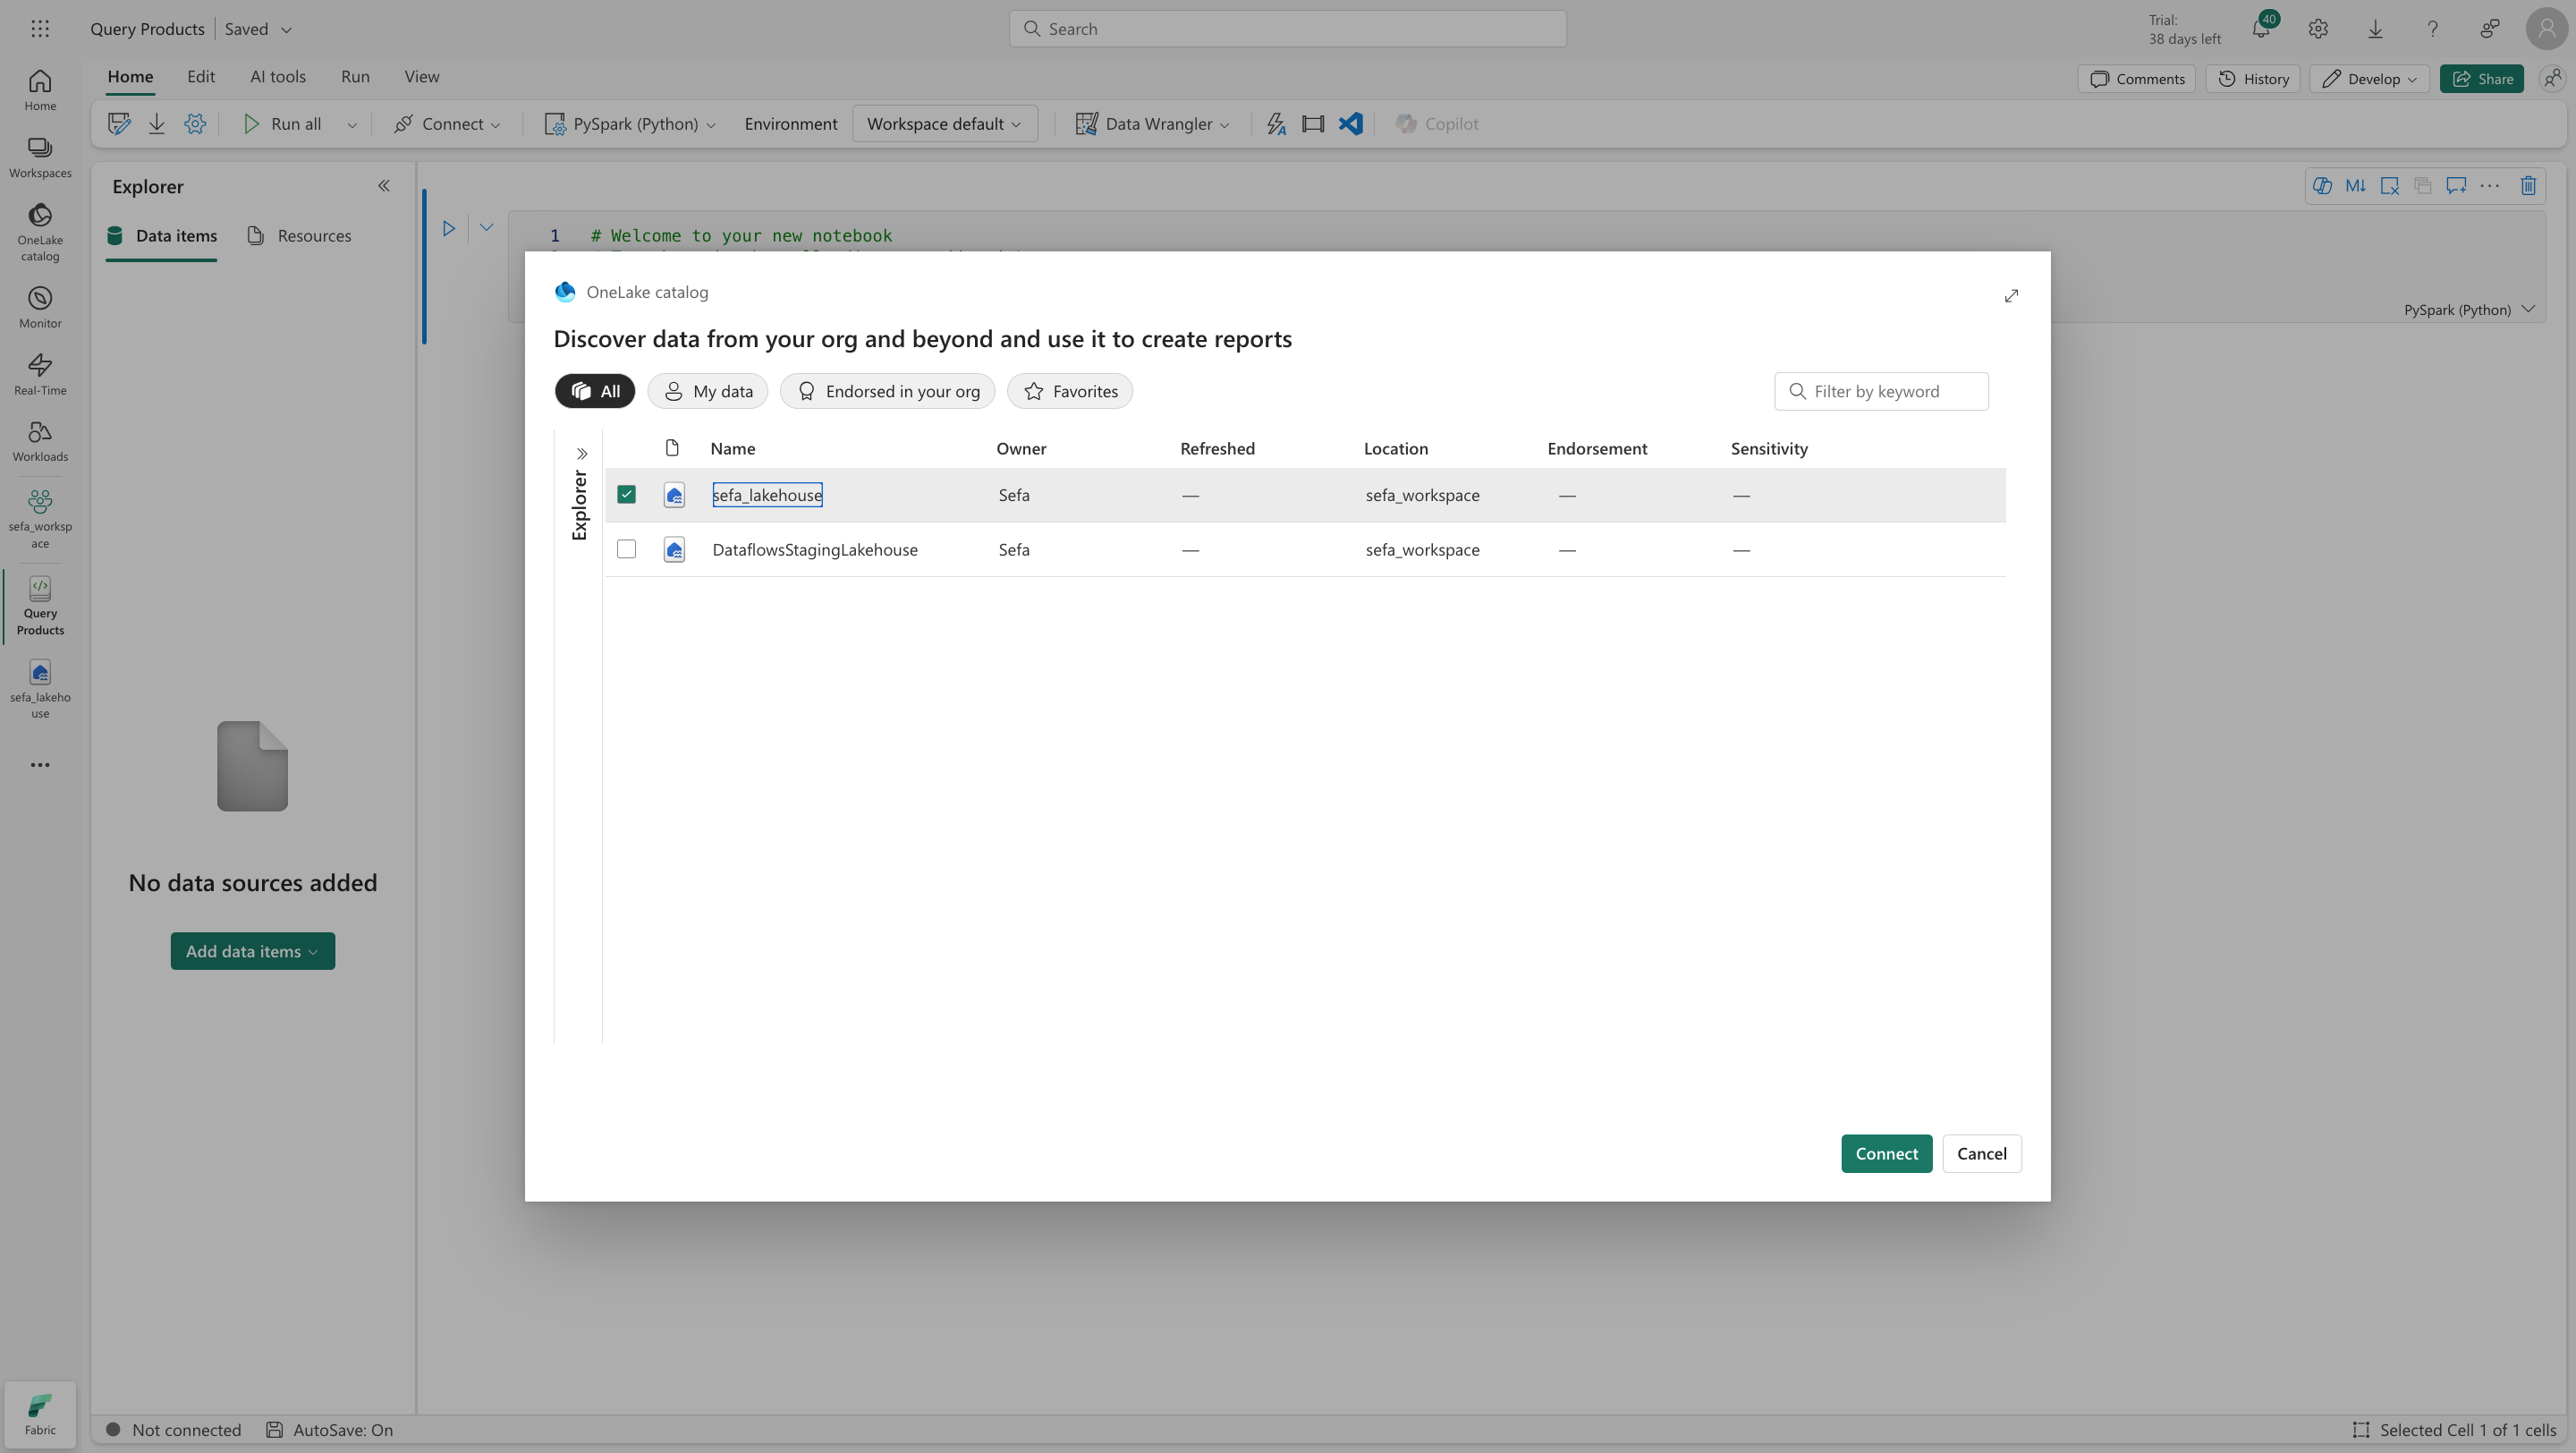 Query Products
Saved
Search
Trial:
38 days left
40
Home
Edit
AI tools
Run
View
Comments
History
Develop
Share
Run all
Connect
PySpark (Python)
Environment
Workspace default
Data Wrangler
Copilot
Home
Workspaces
OneLake
catalog
Monitor
Real-Time
Workloads
sefa_worksp
ace
Query
Products
sefa_lakeho
use
Fabric
Explorer
Data items
Resources
No data sources added
Add data items
1
# Welcome to your new notebook
PySpark (Python)
OneLake catalog
Discover data from your org and beyond and use it to create reports
All
My data
Endorsed in your org
Favorites
Filter by keyword
Explorer
Name Owner Refreshed Location Endorsement Sensitivity
sefa_lakehouse Sefa — sefa_workspace — —
DataflowsStagingLakehouse Sefa — sefa_workspace — —
Connect
Cancel
Not connected
AutoSave: On
Selected Cell 1 of 1 cells